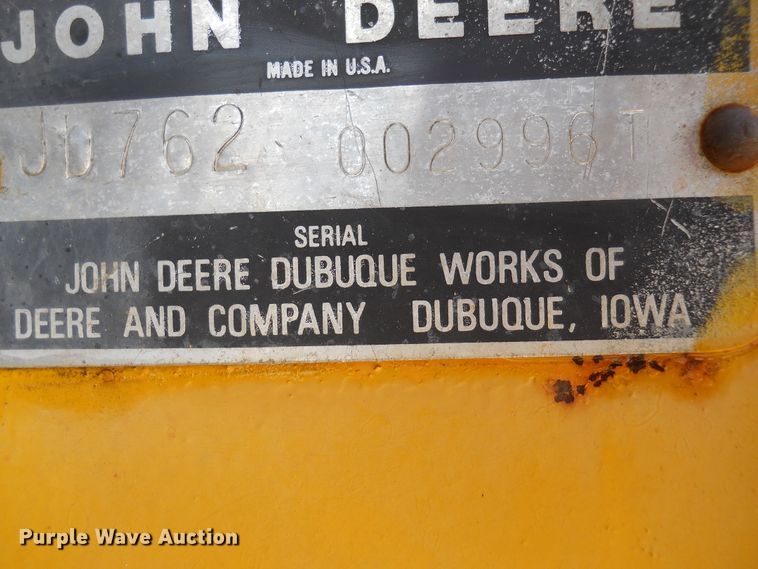 JOHN DEERE
MADE IN U.S.A.
JD762 002996T
SERIAL
JOHN DEERE DUBUQUE WORKS OF
DEERE AND COMPANY DUBUQUE, IOWA
Purple Wave Auction